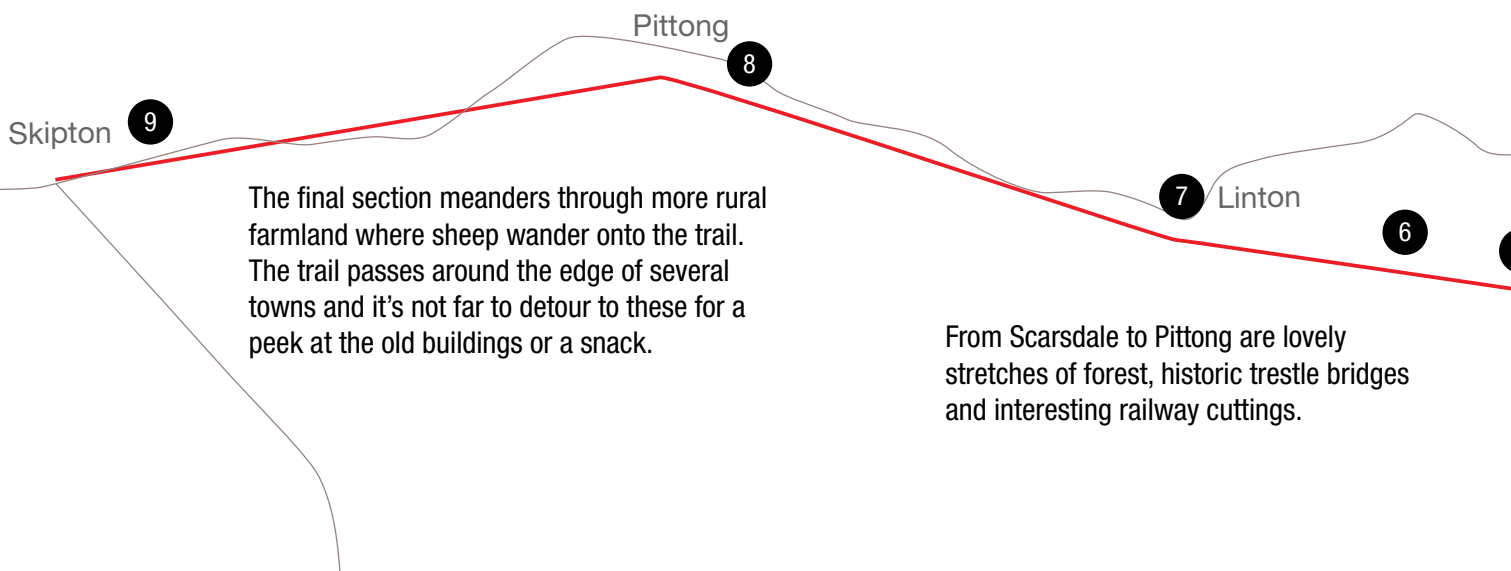 Pittong
8
9
Skipton
The final section meanders through more rural
farmland where sheep wander onto the trail.
The trail passes around the edge of several
towns and it’s not far to detour to these for a
peek at the old buildings or a snack.
7
Linton
6
From Scarsdale to Pittong are lovely
stretches of forest, historic trestle bridges
and interesting railway cuttings.